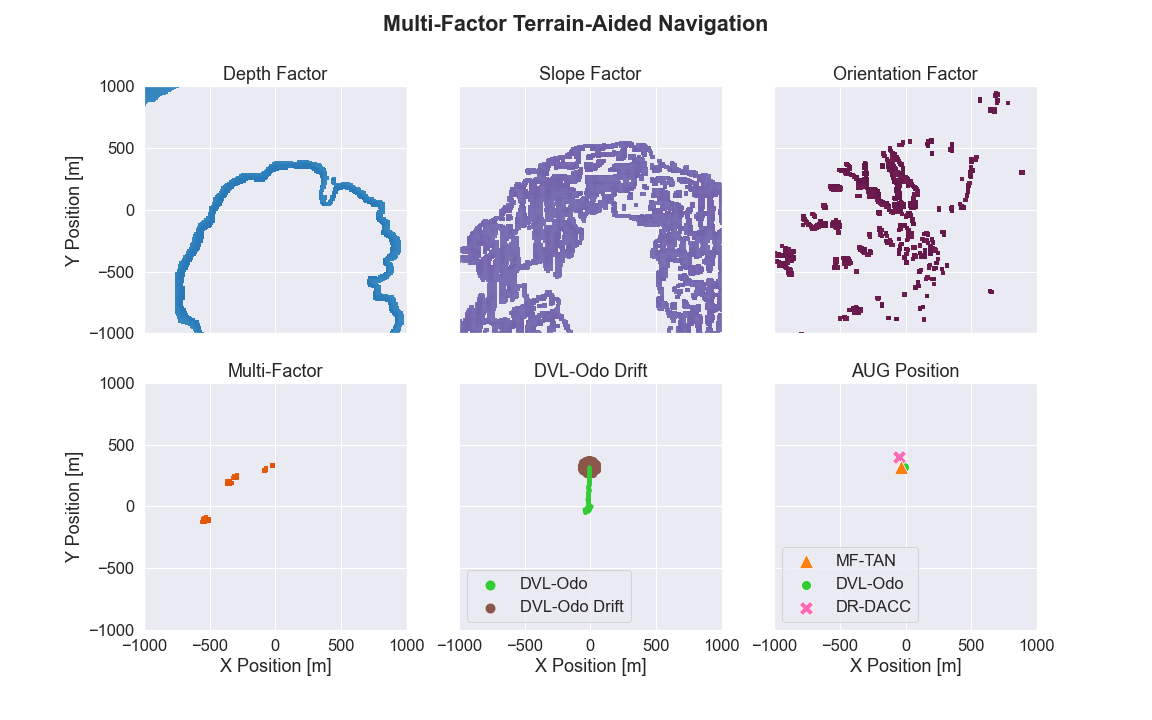 Multi-Factor Terrain-Aided Navigation
Depth Factor
Slope Factor
Orientation Factor
1000
500
0
−500
−1000
Y Position [m]
Multi-Factor
DVL-Odo Drift
AUG Position
1000
500
0
−500
−1000
Y Position [m]
DVL-Odo
DVL-Odo Drift
MF-TAN
DVL-Odo
DR-DACC
−1000 −500 0 500 1000
−1000 −500 0 500 1000
−1000 −500 0 500 1000
X Position [m]
X Position [m]
X Position [m]